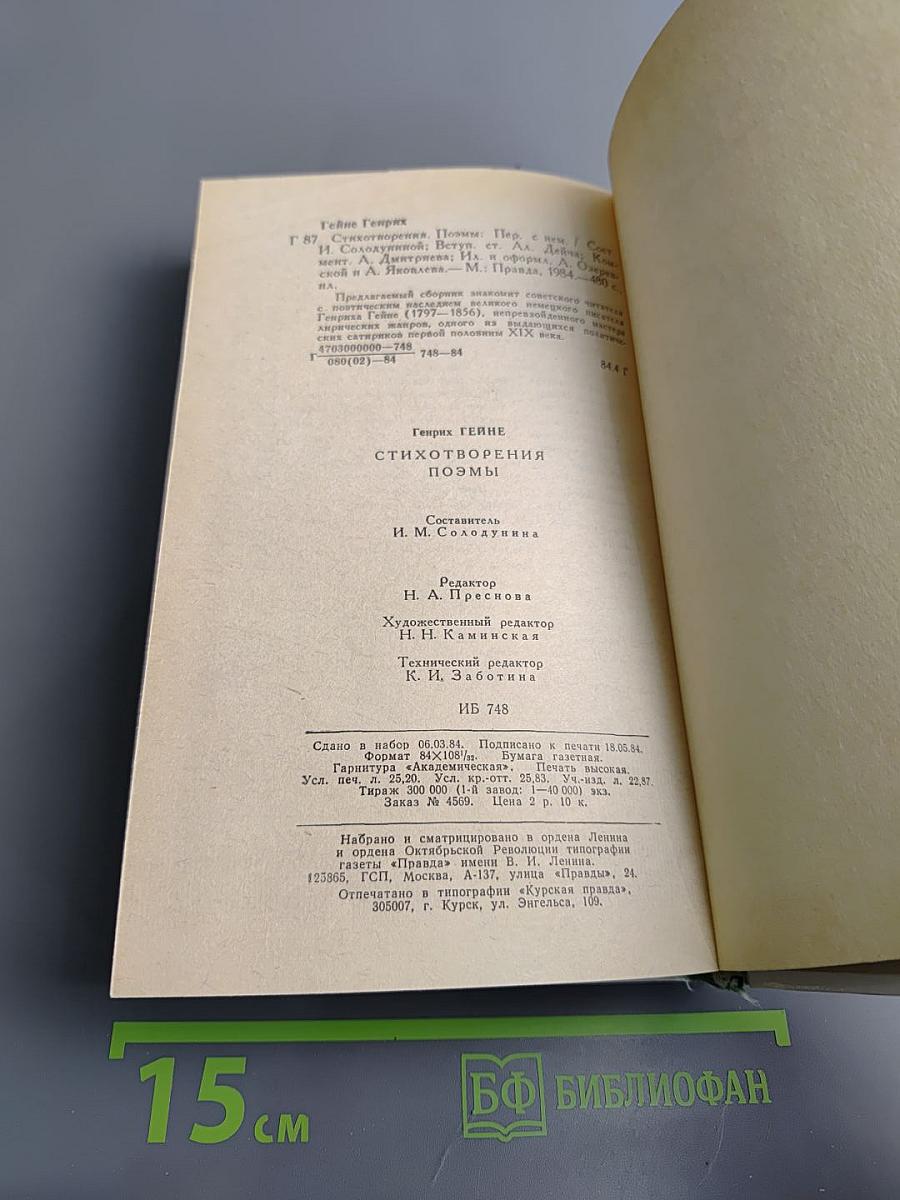 Гейне Генрих
Г 87 Стихотворения. Поэмы: Пер. с нем. / Сост.
И. Солодуниной; Вступ. ст. Ал. Дейча; Ком-
мент. А. Дмитриева; Ил. и оформл. А. Озерев-
ской и А. Яковлева.— М.: Правда, 1984.—480 с.,
ил.
Предлагаемый сборник знакомит советского читателя
с поэтическим наследием великого немецкого писателя
Генриха Гейне (1797—1856), непревзойденного мастера
лирических жанров, одного из выдающихся политиче-
ских сатириков первой половины XIX века.
Г 4703000000—748
080(02)—84 748—84
84.4 Г
Генрих ГЕЙНЕ
СТИХОТВОРЕНИЯ
ПОЭМЫ
Составитель
И. М. Солодунина
Редактор
Н. А. Преснова
Художественный редактор
Н. Н. Каминская
Технический редактор
К. И. Заботина
ИБ 748
Сдано в набор 06.03.84. Подписано к печати 18.05.84.
Формат 84×108¹/₃₂. Бумага газетная.
Гарнитура «Академическая». Печать высокая.
Усл. печ. л. 25,20. Усл. кр.-отт. 25,83. Уч.-изд. л. 22,87.
Тираж 300 000 (1-й завод: 1—40 000) экз.
Заказ № 4569. Цена 2 р. 10 к.
Набрано и сматрицировано в ордена Ленина
и ордена Октябрьской Революции типографии
газеты «Правда» имени В. И. Ленина.
125865, ГСП, Москва, А-137, улица «Правды», 24.
Отпечатано в типографии «Курская правда»,
305007, г. Курск, ул. Энгельса, 109.
15 см
БФ БИБЛИОФАН